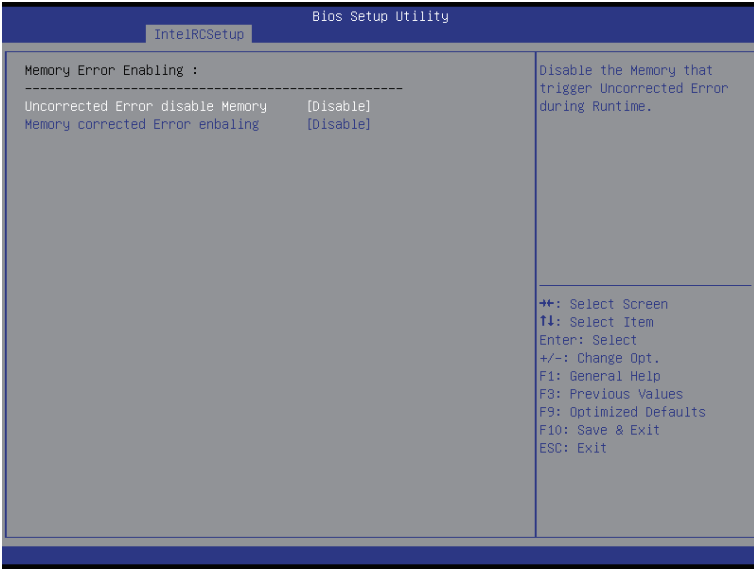 Bios Setup Utility
IntelRCSetup
Memory Error Enabling :
--------------------------------------------------
Uncorrected Error disable Memory [Disable]
Memory corrected Error enbaling [Disable]
Disable the Memory that
trigger Uncorrected Error
during Runtime.
→←: Select Screen
↑↓: Select Item
Enter: Select
+/-: Change Opt.
F1: General Help
F3: Previous Values
F9: Optimized Defaults
F10: Save & Exit
ESC: Exit